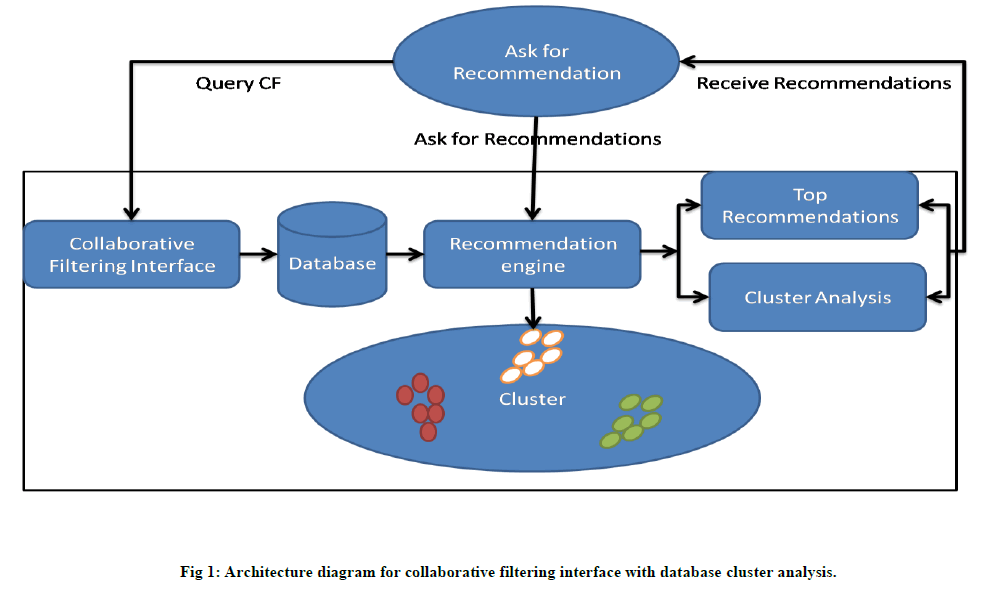 Ask for
Recommendation
Query CF
Receive Recommendations
Ask for Recommendations
Top
Recommendations
Collaborative
Filtering Interface
Database
Recommendation
engine
Cluster Analysis
Cluster
Fig 1: Architecture diagram for collaborative filtering interface with database cluster analysis.